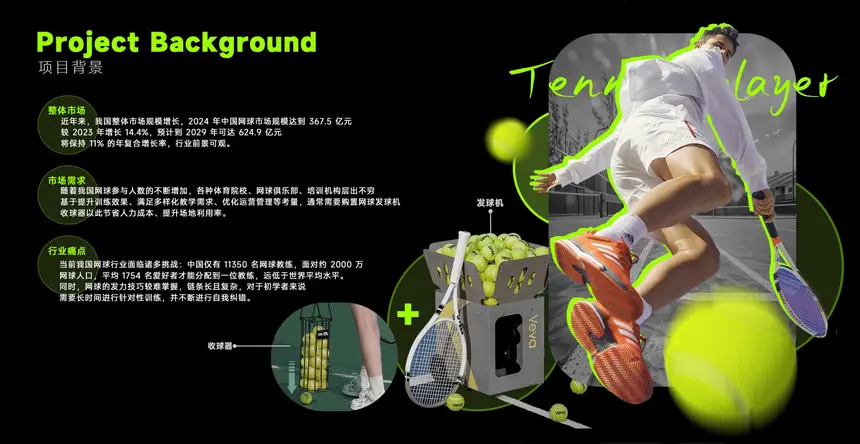 Project Background
项目背景
Tennis Player
整体市场
近年来，我国整体市场规模增长，2024 年中国网球市场规模达到 367.5 亿元
较 2023 年增长 14.4%，预计到 2029 年可达 624.9 亿元
将保持 11% 的年复合增长率，行业前景可观。
市场需求
随着我国网球参与人数的不断增加，各种体育院校、网球俱乐部、培训机构层出不穷
基于提升训练效果、满足多样化教学需求、优化运营管理等考量，通常需要购置网球发球机
收球器以此节省人力成本、提升场地利用率。
行业痛点
当前我国网球行业面临诸多挑战：中国仅有 11350 名网球教练，面对约 2000 万
网球人口，平均 1754 名爱好者才能分配到一位教练，远低于世界平均水平。
同时，网球的发力技巧较难掌握，链条长且复杂，对于初学者来说
需要长时间进行针对性训练，并不断进行自我纠错。
发球机
+
Veva
收球器